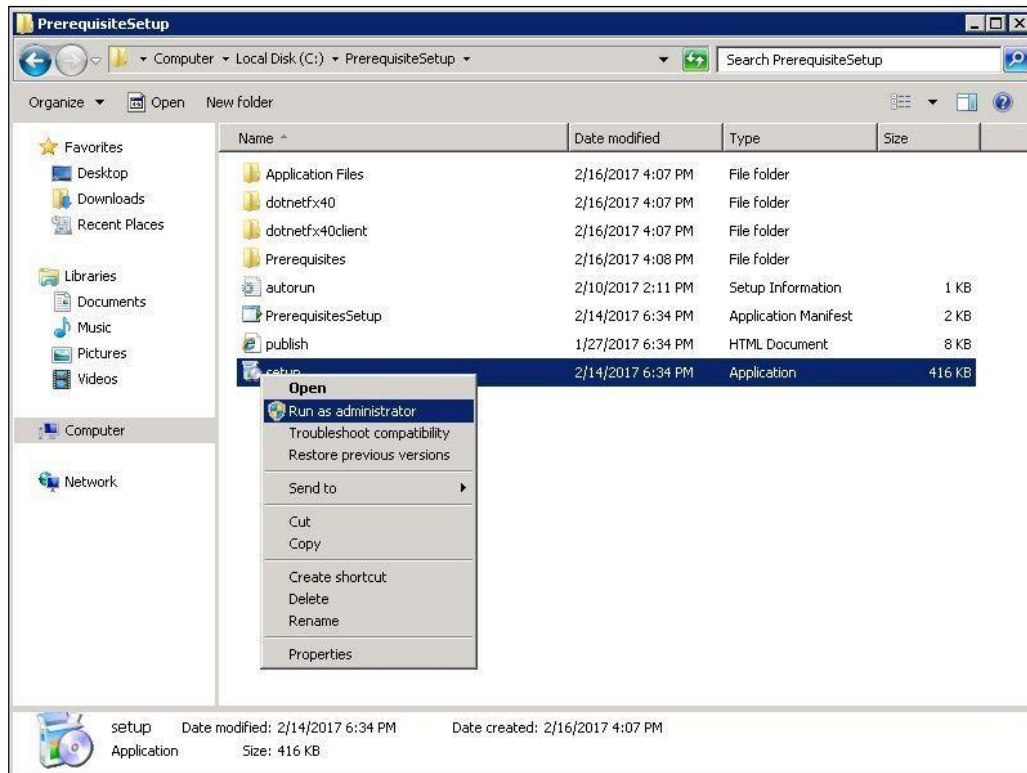 PrerequisiteSetup
Computer Local Disk (C:) PrerequisiteSetup Search PrerequisiteSetup
Organize Open New folder
Name Date modified Type Size
Favorites
Desktop
Downloads
Recent Places
Libraries
Documents
Music
Pictures
Videos
Computer
Network
Application Files 2/16/2017 4:07 PM File folder
dotnetfx40 2/16/2017 4:07 PM File folder
dotnetfx40client 2/16/2017 4:07 PM File folder
Prerequisites 2/16/2017 4:08 PM File folder
autorun 2/10/2017 2:11 PM Setup Information 1 KB
PrerequisitesSetup 2/14/2017 6:34 PM Application Manifest 2 KB
publish 1/27/2017 6:34 PM HTML Document 8 KB
setup 2/14/2017 6:34 PM Application 416 KB
Open
Run as administrator
Troubleshoot compatibility
Restore previous versions
Send to
Cut
Copy
Create shortcut
Delete
Rename
Properties
setup Date modified: 2/14/2017 6:34 PM Date created: 2/16/2017 4:07 PM
Application Size: 416 KB